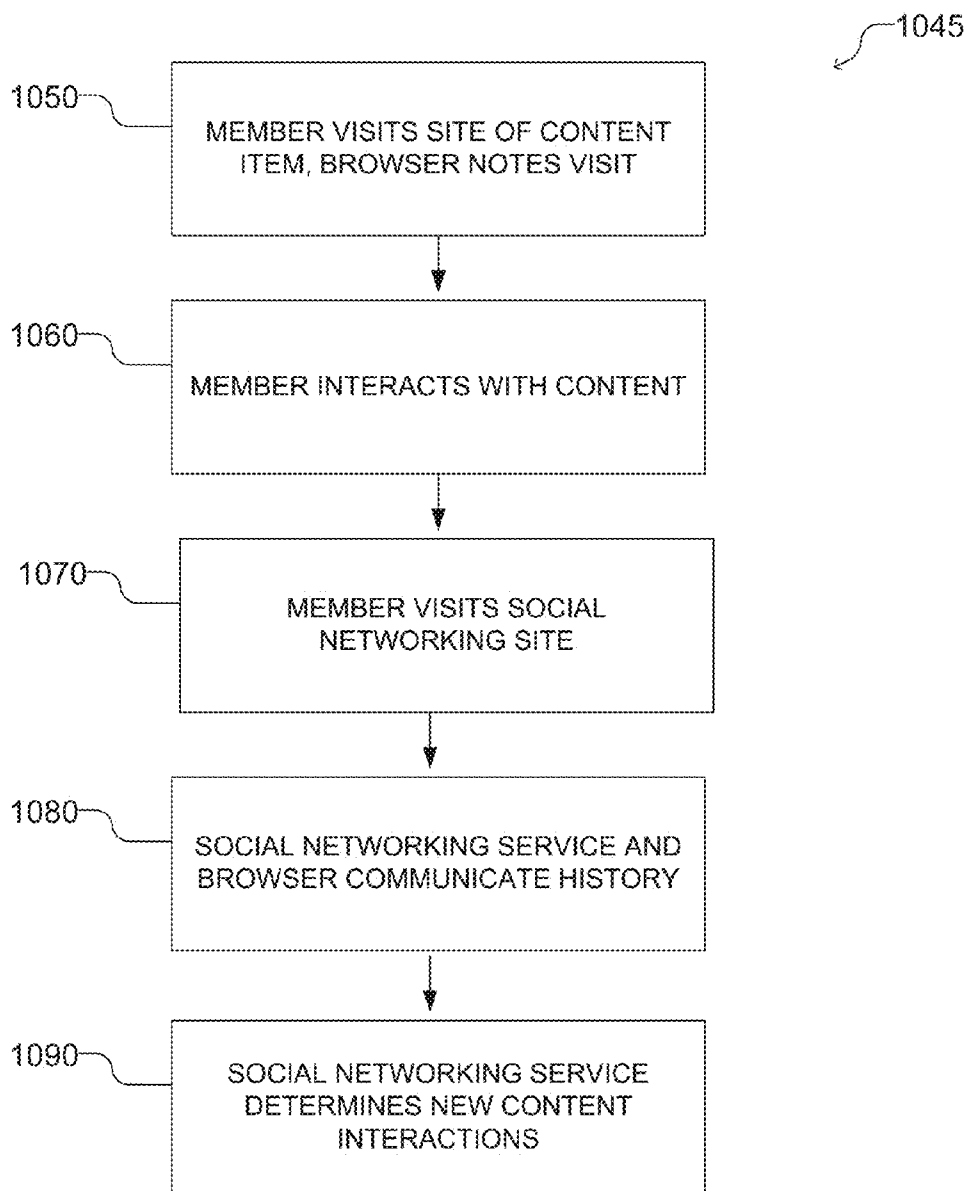 1045
1050
MEMBER VISITS SITE OF CONTENT
ITEM, BROWSER NOTES VISIT
1060
MEMBER INTERACTS WITH CONTENT
1070
MEMBER VISITS SOCIAL
NETWORKING SITE
1080
SOCIAL NETWORKING SERVICE AND
BROWSER COMMUNICATE HISTORY
1090
SOCIAL NETWORKING SERVICE
DETERMINES NEW CONTENT
INTERACTIONS